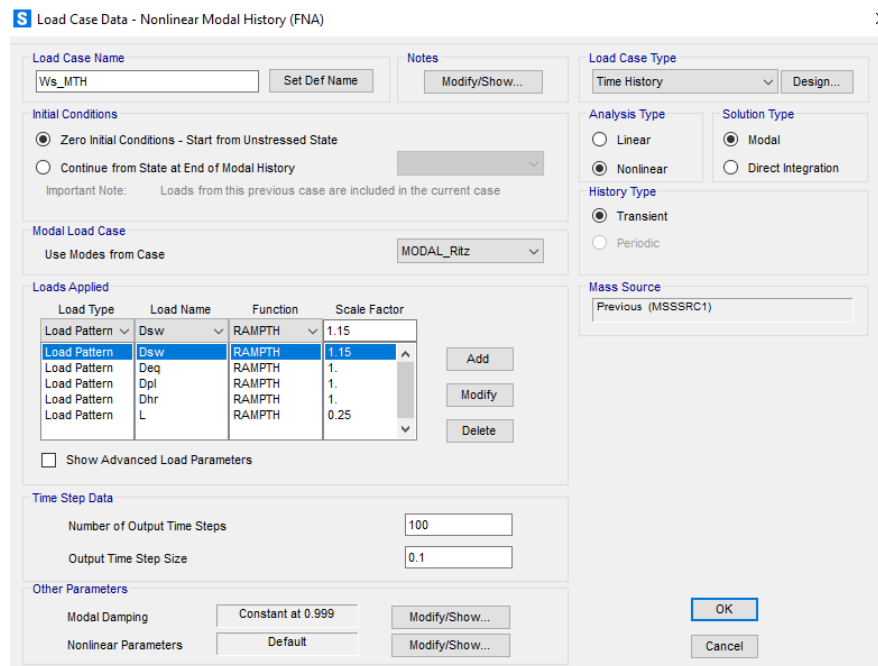 S Load Case Data - Nonlinear Modal History (FNA)
Load Case Name
Ws_MTH
Set Def Name
Notes
Modify/Show...
Load Case Type
Time History
Design...
Initial Conditions
Zero Initial Conditions - Start from Unstressed State
Continue from State at End of Modal History
Important Note: Loads from this previous case are included in the current case
Analysis Type
Linear
Nonlinear
Solution Type
Modal
Direct Integration
History Type
Transient
Periodic
Modal Load Case
Use Modes from Case
MODAL_Ritz
Loads Applied
Load Type Load Name Function Scale Factor
Load Pattern Dsw RAMPTH 1.15
Load Pattern Dsw RAMPTH 1.15
Load Pattern Deq RAMPTH 1.
Load Pattern Dpl RAMPTH 1.
Load Pattern Dhr RAMPTH 1.
Load Pattern L RAMPTH 0.25
Add
Modify
Delete
Show Advanced Load Parameters
Mass Source
Previous (MSSSRC1)
Time Step Data
Number of Output Time Steps 100
Output Time Step Size 0.1
Other Parameters
Modal Damping Constant at 0.999 Modify/Show...
Nonlinear Parameters Default Modify/Show...
OK
Cancel